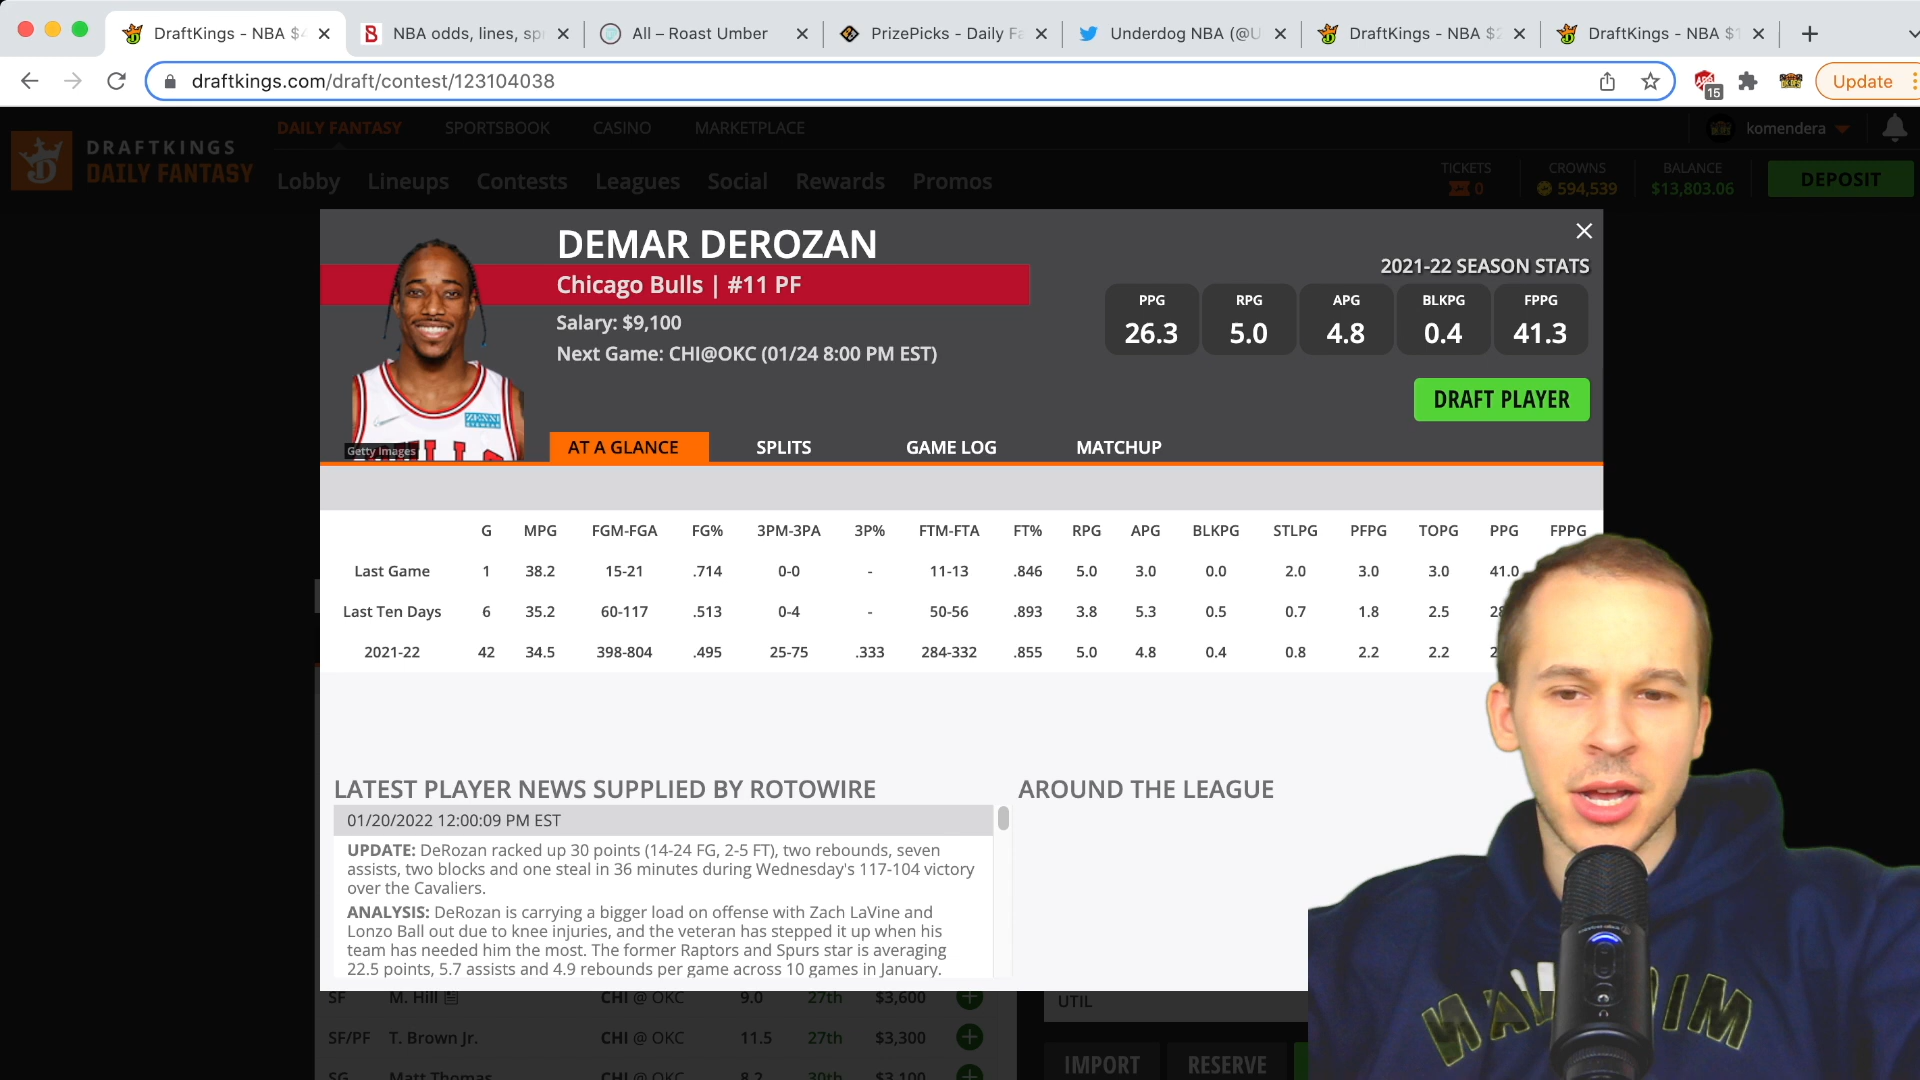 DraftKings - NBA $4
NBA odds, lines, sp
All – Roast Umber
PrizePicks - Daily Fa
Underdog NBA (@U
DraftKings - NBA $2
DraftKings - NBA $1
draftkings.com/draft/contest/123104038
15
Update
DAILY FANTASY SPORTSBOOK CASINO MARKETPLACE
komendera
DRAFTKINGS
DAILY FANTASY
Lobby Lineups Contests Leagues Social Rewards Promos
TICKETS
0
CROWNS
594,539
BALANCE
$13,803.06
DEPOSIT
DEMAR DEROZAN
Chicago Bulls | #11 PF
Salary: $9,100
Next Game: CHI@OKC (01/24 8:00 PM EST)
2021-22 SEASON STATS
PPG RPG APG BLKPG FPPG
26.3 5.0 4.8 0.4 41.3
DRAFT PLAYER
ZENNI
Getty Images
AT A GLANCE SPLITS GAME LOG MATCHUP
G MPG FGM-FGA FG% 3PM-3PA 3P% FTM-FTA FT% RPG APG BLKPG STLPG PFPG TOPG PPG FPPG
Last Game 1 38.2 15-21 .714 0-0 - 11-13 .846 5.0 3.0 0.0 2.0 3.0 3.0 41.0
Last Ten Days 6 35.2 60-117 .513 0-4 - 50-56 .893 3.8 5.3 0.5 0.7 1.8 2.5
2021-22 42 34.5 398-804 .495 25-75 .333 284-332 .855 5.0 4.8 0.4 0.8 2.2 2.2
LATEST PLAYER NEWS SUPPLIED BY ROTOWIRE
AROUND THE LEAGUE
01/20/2022 12:00:09 PM EST
UPDATE: DeRozan racked up 30 points (14-24 FG, 2-5 FT), two rebounds, seven
assists, two blocks and one steal in 36 minutes during Wednesday's 117-104 victory
over the Cavaliers.
ANALYSIS: DeRozan is carrying a bigger load on offense with Zach LaVine and
Lonzo Ball out due to knee injuries, and the veteran has stepped it up when his
team has needed him the most. The former Raptors and Spurs star is averaging
22.5 points, 5.7 assists and 4.9 rebounds per game across 10 games in January.
SF M. Hill CHI @ OKC 9.0 27th $3,600
UTIL
SF/PF T. Brown Jr. CHI @ OKC 11.5 27th $3,300
IMPORT RESERVE
SG Matt Thomas CHI @ OKC 8.2 30th $3,100